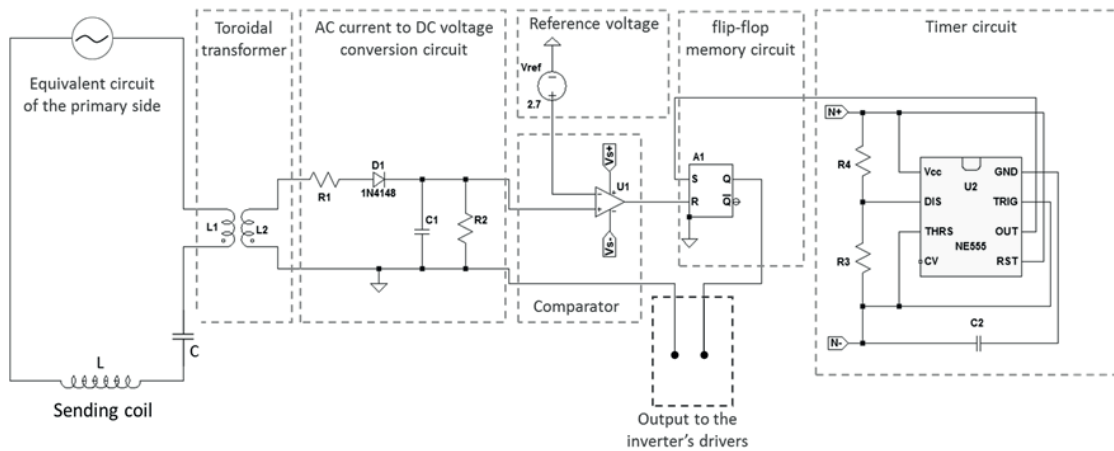 Equivalent circuit
of the primary side
Toroidal
transformer
AC current to DC voltage
conversion circuit
Reference voltage
flip-flop
memory circuit
Timer circuit
Vref
2.7
D1
1N4148
R1
L1
L2
C1
R2
Vs+
U1
Vs-
Comparator
A1
S
Q
R
Q
N+
R4
R3
N-
Vcc
GND
U2
DIS
TRIG
THRS
OUT
NE555
CV
RST
C2
C
L
Sending coil
Output to the
inverter's drivers